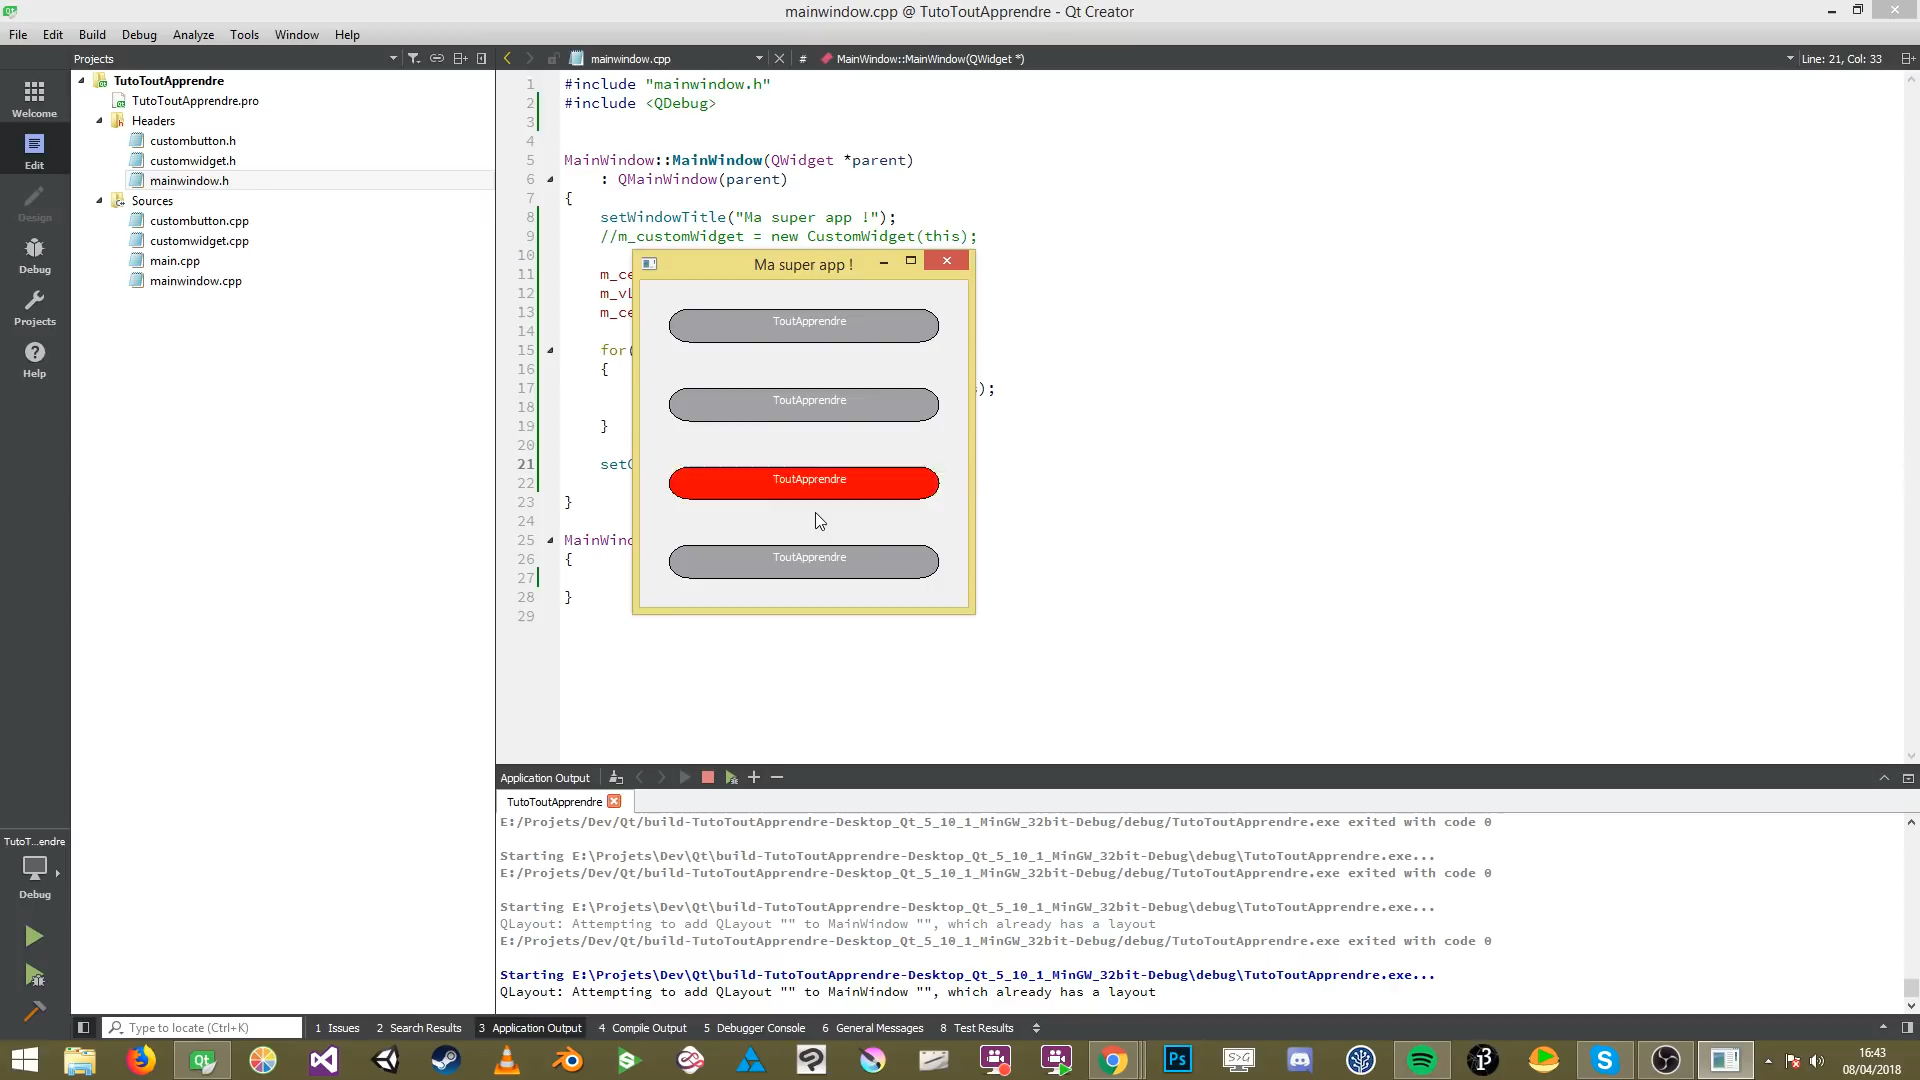 mainwindow.cpp @ TutoToutApprendre - Qt Creator
File Edit Build Debug Analyze Tools Window Help
Projects
mainwindow.cpp
# MainWindow::MainWindow(QWidget *)
Line: 21, Col: 33
Welcome
Edit
Design
Debug
Projects
Help
TutoToutApprendre
TutoToutApprendre.pro
Headers
custombutton.h
customwidget.h
mainwindow.h
Sources
custombutton.cpp
customwidget.cpp
main.cpp
mainwindow.cpp
1 #include "mainwindow.h"
2 #include <QDebug>
3
4
5 MainWindow::MainWindow(QWidget *parent)
6 : QMainWindow(parent)
7 {
8 setWindowTitle("Ma super app !");
9 //m_customWidget = new CustomWidget(this);
10
11 m_ce
12 m_vl
13 m_ce
14
15 for(
16 {
17 );
18
19 }
20
21 setC
22
23 }
24
25 MainWind
26 {
27
28 }
29
Ma super app !
ToutApprendre
ToutApprendre
ToutApprendre
ToutApprendre
Application Output
TutoToutApprendre
E:/Projets/Dev/Qt/build-TutoToutApprendre-Desktop_Qt_5_10_1_MinGW_32bit-Debug/debug/TutoToutApprendre.exe exited with code 0
Starting E:\Projets\Dev\Qt\build-TutoToutApprendre-Desktop_Qt_5_10_1_MinGW_32bit-Debug\debug\TutoToutApprendre.exe...
E:/Projets/Dev/Qt/build-TutoToutApprendre-Desktop_Qt_5_10_1_MinGW_32bit-Debug/debug/TutoToutApprendre.exe exited with code 0
Starting E:\Projets\Dev\Qt\build-TutoToutApprendre-Desktop_Qt_5_10_1_MinGW_32bit-Debug\debug\TutoToutApprendre.exe...
QLayout: Attempting to add QLayout "" to MainWindow "", which already has a layout
E:/Projets/Dev/Qt/build-TutoToutApprendre-Desktop_Qt_5_10_1_MinGW_32bit-Debug/debug/TutoToutApprendre.exe exited with code 0
Starting E:\Projets\Dev\Qt\build-TutoToutApprendre-Desktop_Qt_5_10_1_MinGW_32bit-Debug\debug\TutoToutApprendre.exe...
QLayout: Attempting to add QLayout "" to MainWindow "", which already has a layout
TutoT...endre
Debug
Type to locate (Ctrl+K)
1 Issues 2 Search Results 3 Application Output 4 Compile Output 5 Debugger Console 6 General Messages 8 Test Results
16:43
08/04/2018